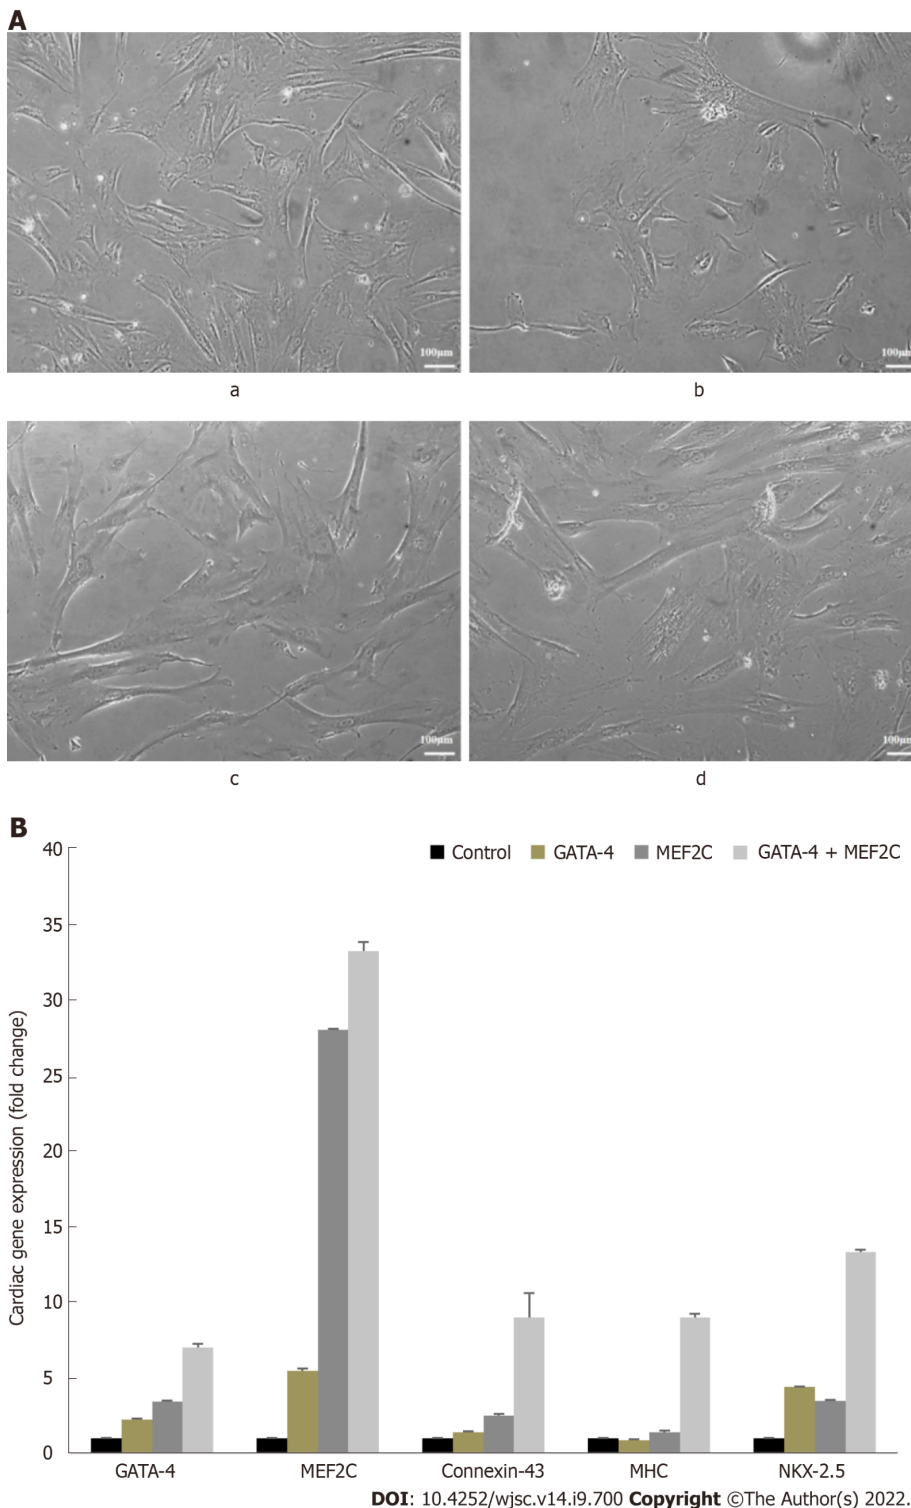 A
100µm
100µm
a
b
100µm
100µm
c
d
B
Control GATA-4 MEF2C GATA-4 + MEF2C
Cardiac gene expression (fold change)
40
35
30
25
20
15
10
5
0
GATA-4 MEF2C Connexin-43 MHC NKX-2.5
DOI: 10.4252/wjsc.v14.i9.700 Copyright ©The Author(s) 2022.